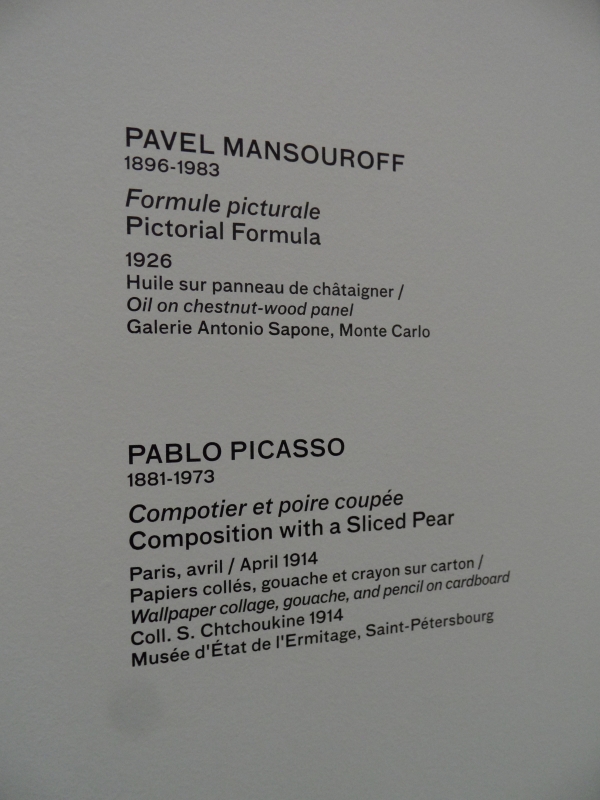 PAVEL MANSOUROFF
1896-1983
Formule picturale
Pictorial Formula
1926
Huile sur panneau de châtaigner /
Oil on chestnut-wood panel
Galerie Antonio Sapone, Monte Carlo
PABLO PICASSO
1881-1973
Compotier et poire coupée
Composition with a Sliced Pear
Paris, avril / April 1914
Papiers collés, gouache et crayon sur carton /
Wallpaper collage, gouache, and pencil on cardboard
Coll. S. Chtchoukine 1914
Musée d'État de l'Ermitage, Saint-Pétersbourg